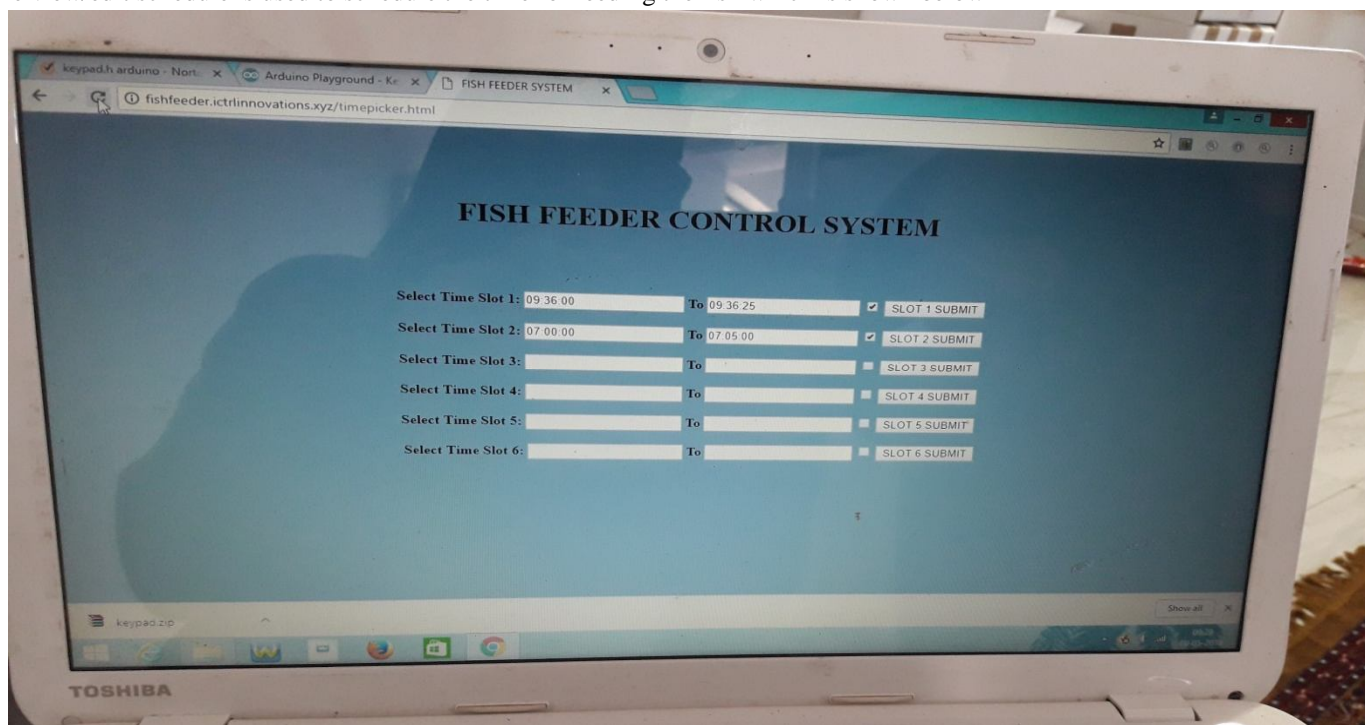 keypad.h arduino - Nort
Arduino Playground - Ke
FISH FEEDER SYSTEM
fishfeeder.ictrlinnovations.xyz/timepicker.html
FISH FEEDER CONTROL SYSTEM
Select Time Slot 1: 09:36:00 To 09:36:25 SLOT 1 SUBMIT
Select Time Slot 2: 07:00:00 To 07:05:00 SLOT 2 SUBMIT
Select Time Slot 3: To SLOT 3 SUBMIT
Select Time Slot 4: To SLOT 4 SUBMIT
Select Time Slot 5: To SLOT 5 SUBMIT
Select Time Slot 6: To SLOT 6 SUBMIT
keypad.zip
Show all
TOSHIBA